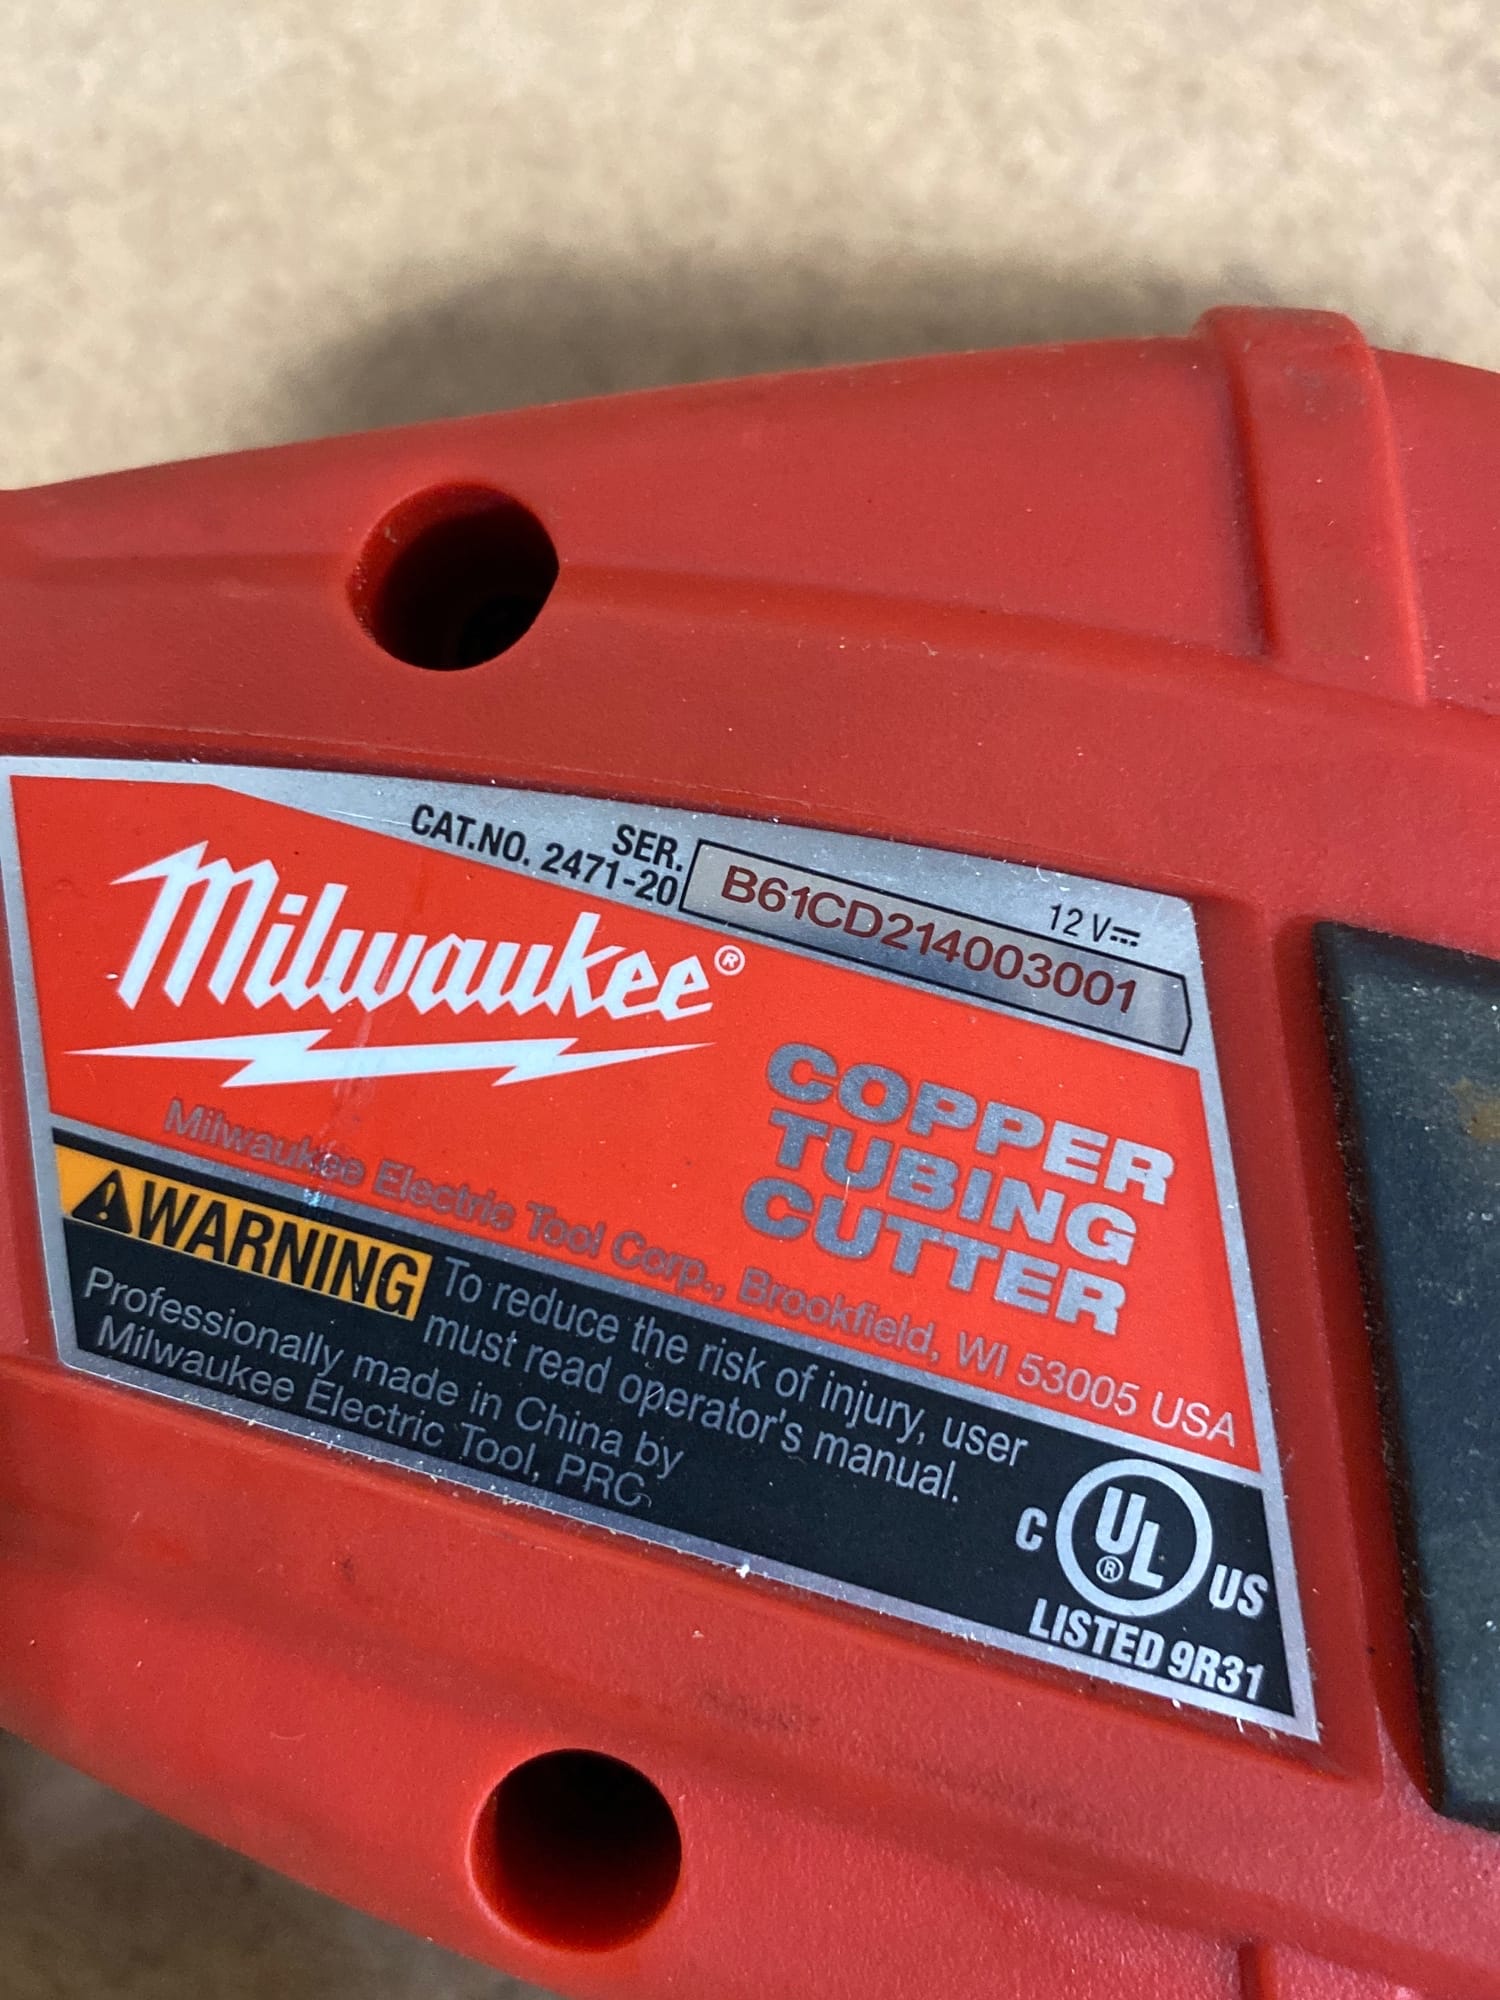 SER. B61CD214003001
CAT.NO. 2471-20
12 V
Milwaukee®
COPPER
TUBING
CUTTER
Milwaukee Electric Tool Corp., Brookfield, WI 53005 USA
WARNING To reduce the risk of injury, user
must read operator's manual.
Professionally made in China by
Milwaukee Electric Tool, PRC
C UL® US
LISTED 9R31